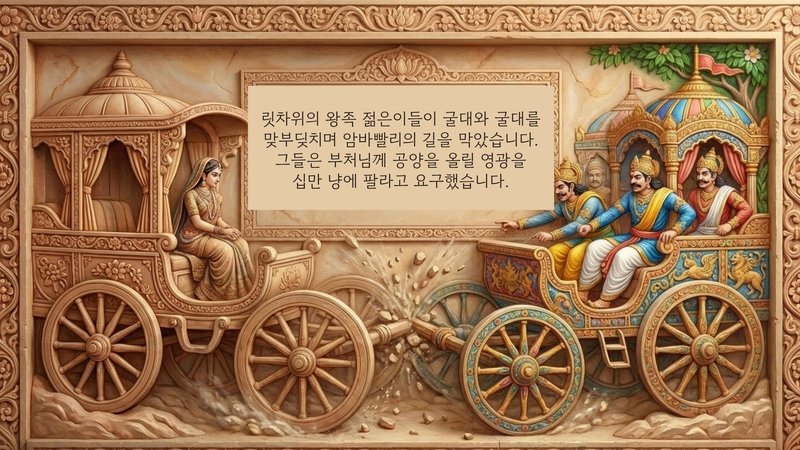 릿차위의 왕족 젊은이들이 굴대와 굴대를
맞부딪치며 암바빨리의 길을 막았습니다.
그들은 부처님께 공양을 올릴 영광을
십만 냥에 팔라고 요구했습니다.